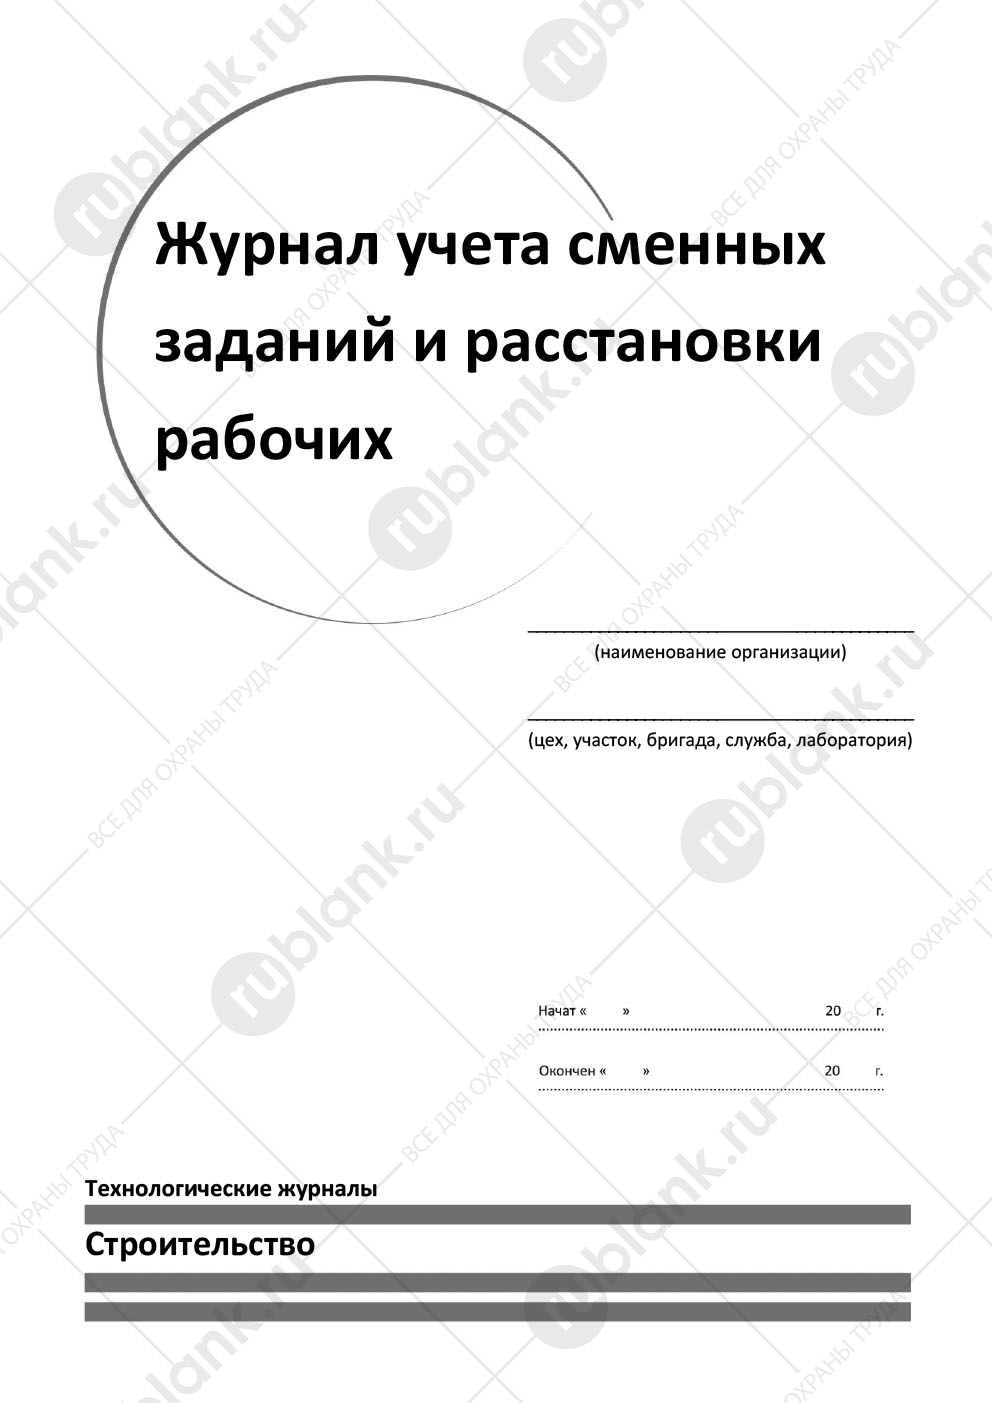 Журнал учета сменных
заданий и расстановки
рабочих
(наименование организации)
(цех, участок, бригада, служба, лаборатория)
Начат « » 20 г.
Окончен « » 20 г.
Технологические журналы
Строительство
rublank.ru
ВСЕ ДЛЯ ОХРАНЫ ТРУДА